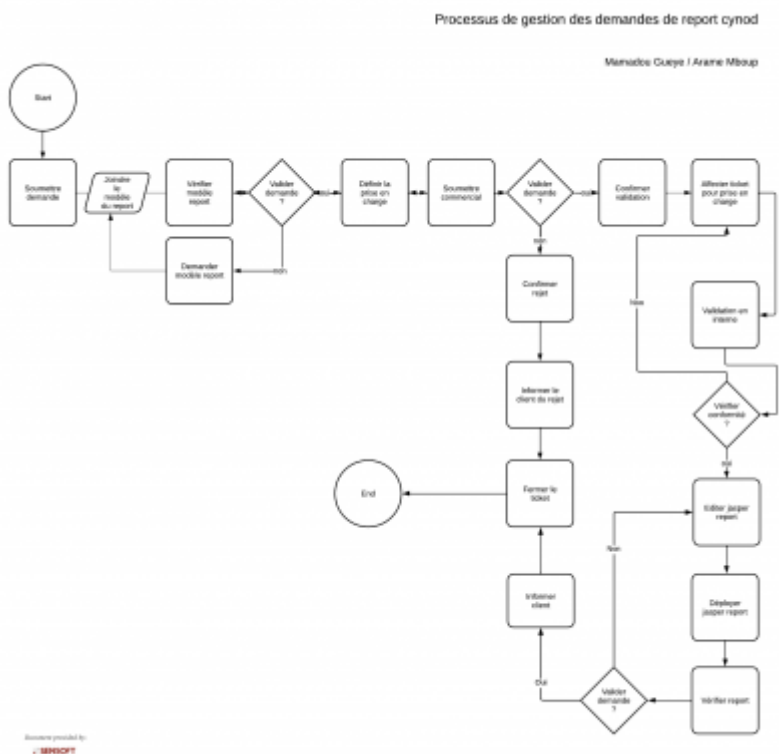 Processus de gestion des demandes de report cynod
Mamadou Gueye / Arame Mboup
Start
Soumettre
demande
Joindre
le
modèle
du report
Vérifier
modèle
report
Valider
demande
?
oui
Définir la
prise en
charge
Soumettre
commercial
Valider
demande
?
oui
Confirmer
validation
Affecter ticket
pour prise en
charge
Demander
modèle report
non
non
Confirmer
rejet
Non
Validation en
interne
Informer le
client du rejet
Vérifier
conformité
?
oui
End
Fermer le
ticket
Editer jasper
report
Non
Informer
client
Déployer
jasper report
Oui
Valider
demande
?
Vérifier report
Document provided by:
SENSOFT